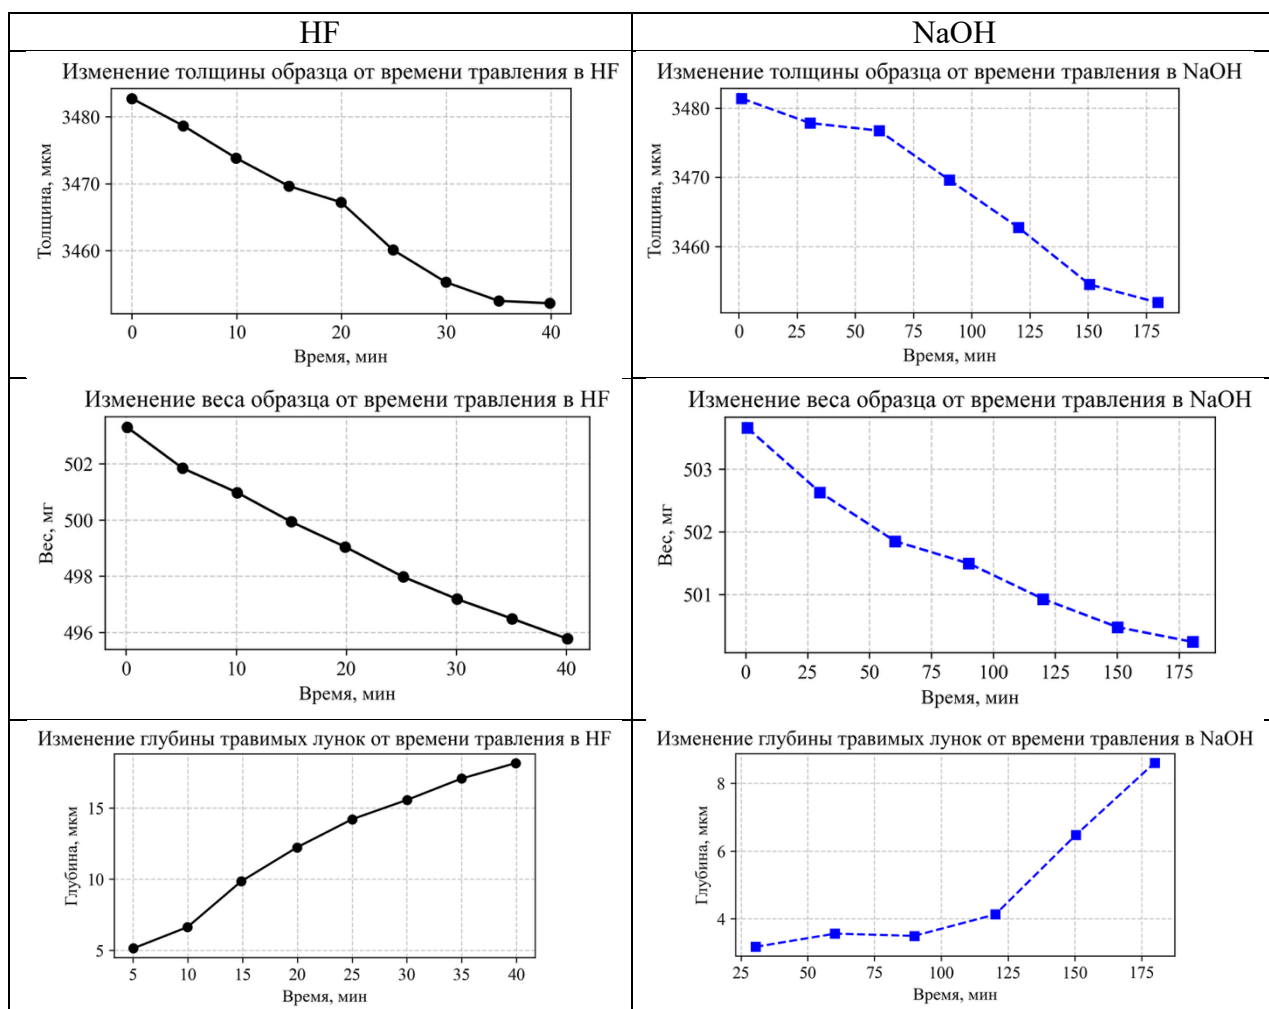 HF
NaOH
Изменение толщины образца от времени травления в HF
Толщина, мкм
3480
3470
3460
0 10 20 30 40
Время, мин
Изменение толщины образца от времени травления в NaOH
Толщина, мкм
3480
3470
3460
0 25 50 75 100 125 150 175
Время, мин
Изменение веса образца от времени травления в HF
Вес, мг
502
500
498
496
0 10 20 30 40
Время, мин
Изменение веса образца от времени травления в NaOH
Вес, мг
503
502
501
0 25 50 75 100 125 150 175
Время, мин
Изменение глубины травимых лунок от времени травления в HF
Глубина, мкм
15
10
5
5 10 15 20 25 30 35 40
Время, мин
Изменение глубины травимых лунок от времени травления в NaOH
Глубина, мкм
8
6
4
25 50 75 100 125 150 175
Время, мин